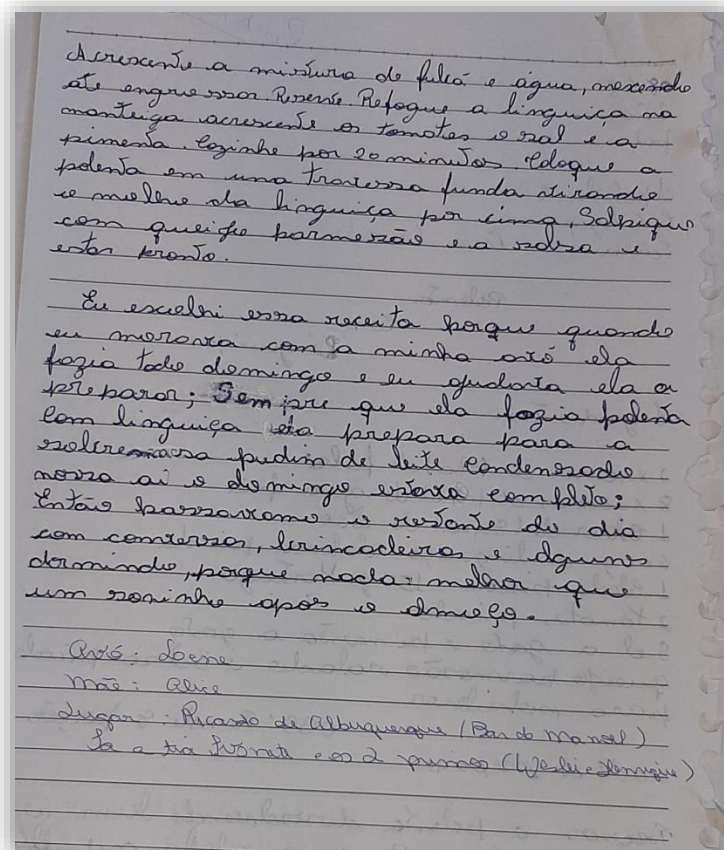 Acrescente a mistura de fubá e água, mexendo
até engrossar. Reserve. Refogue a linguiça na
manteiga acrescente os tomates o sal e a
pimenta. Cozinhe por 20 minutos. Coloque a
polenta em uma travessa funda virando
o molho da linguiça por cima. Salpique
com queijo parmesão e a salsa e
estar pronto.
Eu escolhi essa receita porque quando
eu morava com a minha avó ela
fazia todo domingo e eu ajudava ela a
preparar; Sempre que ela fazia polenta
com linguiça ela prepara para a
sobremesa pudim de leite condensado
nossa ai o domingo estava completo;
Então passavamo o restante do dia
com conversas, brincadeiras e alguns
dormindo, porque nada melhor que
um soninho após o almoço.
Avó: Loene
Mãe: Alice
Lugar: Ricardo de Albuquerque (Bar do Manoel)
a tia e os 2 primos (Weslei e Henrique)